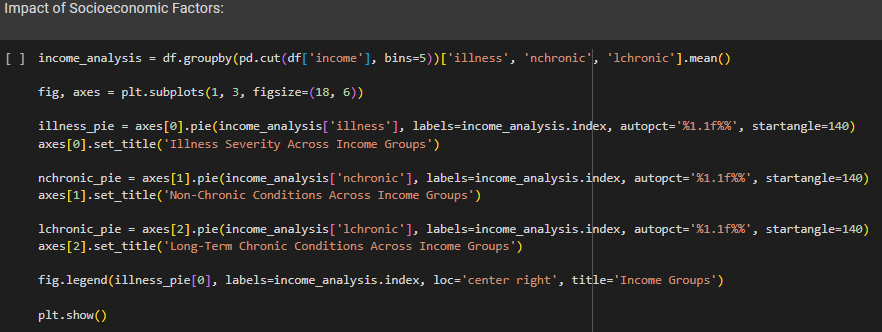 Impact of Socioeconomic Factors:
[ ] income_analysis = df.groupby(pd.cut(df['income'], bins=5))['illness', 'nchronic', 'lchronic'].mean()
fig, axes = plt.subplots(1, 3, figsize=(18, 6))
illness_pie = axes[0].pie(income_analysis['illness'], labels=income_analysis.index, autopct='%1.1f%%', startangle=140)
axes[0].set_title('Illness Severity Across Income Groups')
nchronic_pie = axes[1].pie(income_analysis['nchronic'], labels=income_analysis.index, autopct='%1.1f%%', startangle=140)
axes[1].set_title('Non-Chronic Conditions Across Income Groups')
lchronic_pie = axes[2].pie(income_analysis['lchronic'], labels=income_analysis.index, autopct='%1.1f%%', startangle=140)
axes[2].set_title('Long-Term Chronic Conditions Across Income Groups')
fig.legend(illness_pie[0], labels=income_analysis.index, loc='center right', title='Income Groups')
plt.show()